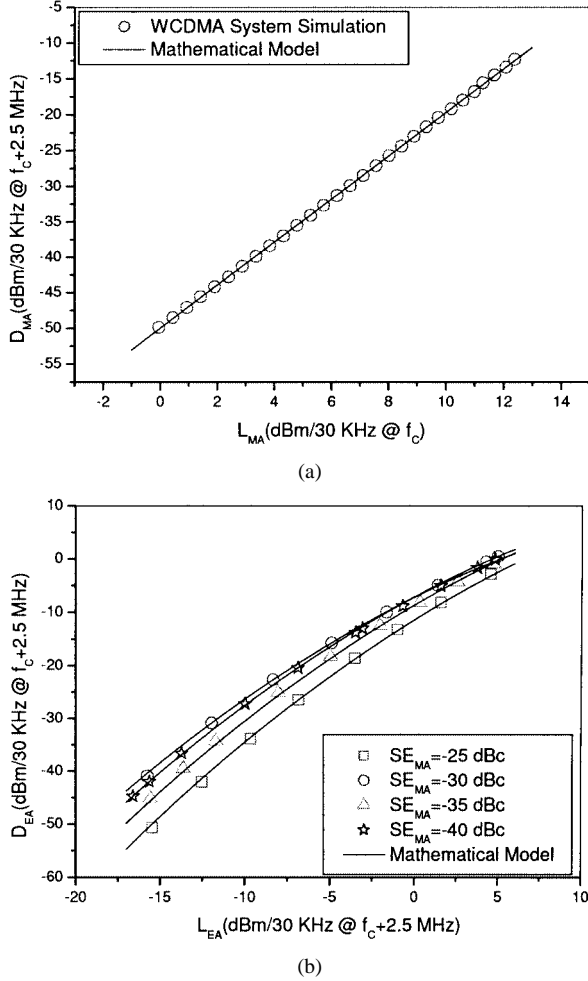 WCDMA System Simulation
Mathematical Model
-5
-10
-15
-20
-25
-30
-35
-40
-45
-50
-55
D_MA(dBm/30 KHz @ f_C+2.5 MHz)
-2 0 2 4 6 8 10 12 14
L_MA(dBm/30 KHz @ f_C)
(a)
10
0
-10
-20
-30
-40
-50
-60
D_EA(dBm/30 KHz @ f_C+2.5 MHz)
SE_MA=-25 dBc
SE_MA=-30 dBc
SE_MA=-35 dBc
SE_MA=-40 dBc
Mathematical Model
-20 -15 -10 -5 0 5 10
L_EA(dBm/30 KHz @ f_C+2.5 MHz)
(b)